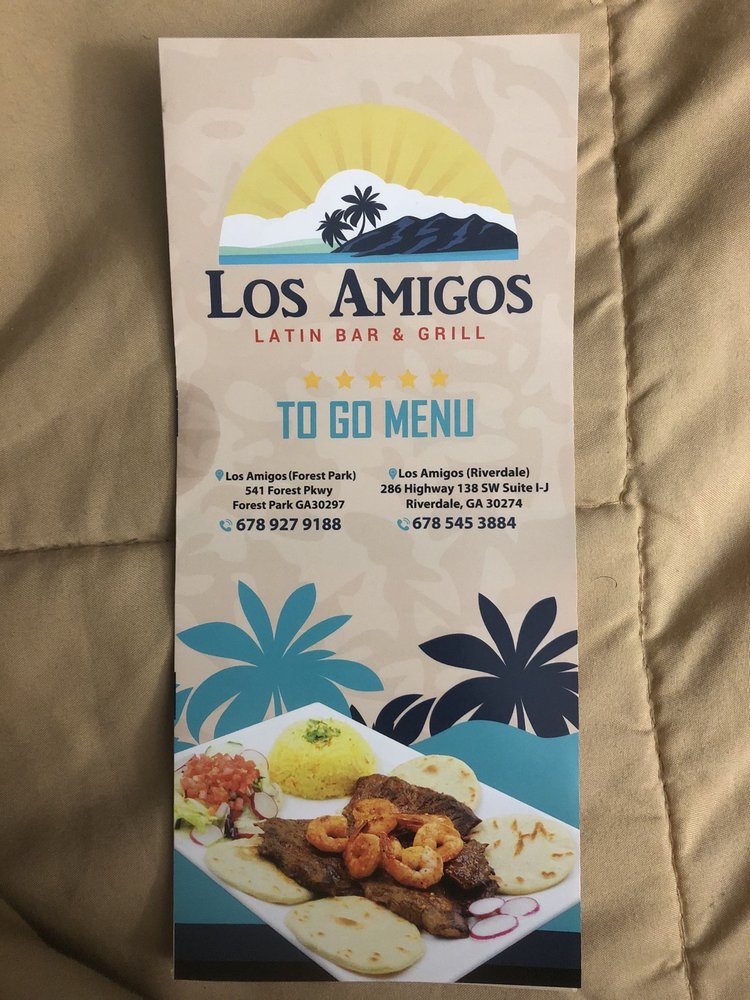 LOS AMIGOS
LATIN BAR & GRILL
TO GO MENU
Los Amigos (Forest Park)
541 Forest Pkwy
Forest Park GA30297
678 927 9188
Los Amigos (Riverdale)
286 Highway 138 SW Suite I-J
Riverdale, GA 30274
678 545 3884